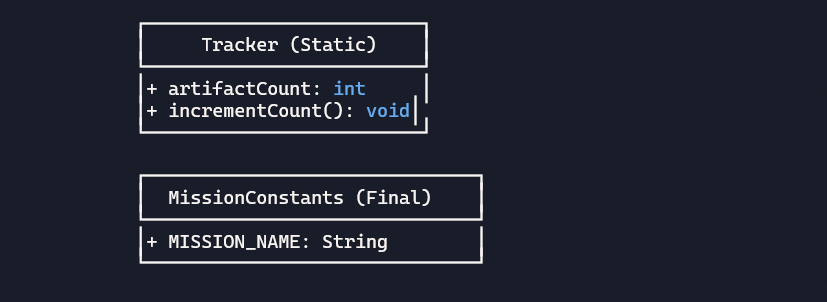 Tracker (Static)
+ artifactCount: int
+ incrementCount(): void
MissionConstants (Final)
+ MISSION_NAME: String